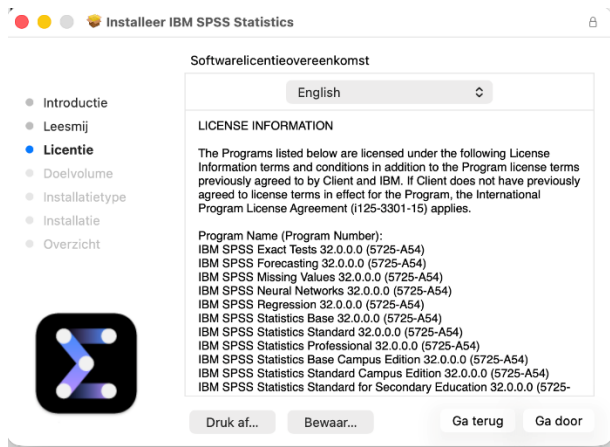 Installeer IBM SPSS Statistics
Softwarelicentieovereenkomst
Introductie
Leesmij
Licentie
Doelvolume
Installatietype
Installatie
Overzicht
English
LICENSE INFORMATION
The Programs listed below are licensed under the following License
Information terms and conditions in addition to the Program license terms
previously agreed to by Client and IBM. If Client does not have previously
agreed to license terms in effect for the Program, the International
Program License Agreement (i125-3301-15) applies.
Program Name (Program Number):
IBM SPSS Exact Tests 32.0.0.0 (5725-A54)
IBM SPSS Forecasting 32.0.0.0 (5725-A54)
IBM SPSS Missing Values 32.0.0.0 (5725-A54)
IBM SPSS Neural Networks 32.0.0.0 (5725-A54)
IBM SPSS Regression 32.0.0.0 (5725-A54)
IBM SPSS Statistics Base 32.0.0.0 (5725-A54)
IBM SPSS Statistics Standard 32.0.0.0 (5725-A54)
IBM SPSS Statistics Professional 32.0.0.0 (5725-A54)
IBM SPSS Statistics Base Campus Edition 32.0.0.0 (5725-A54)
IBM SPSS Statistics Standard Campus Edition 32.0.0.0 (5725-A54)
IBM SPSS Statistics Standard for Secondary Education 32.0.0.0 (5725-
Druk af...
Bewaar...
Ga terug
Ga door